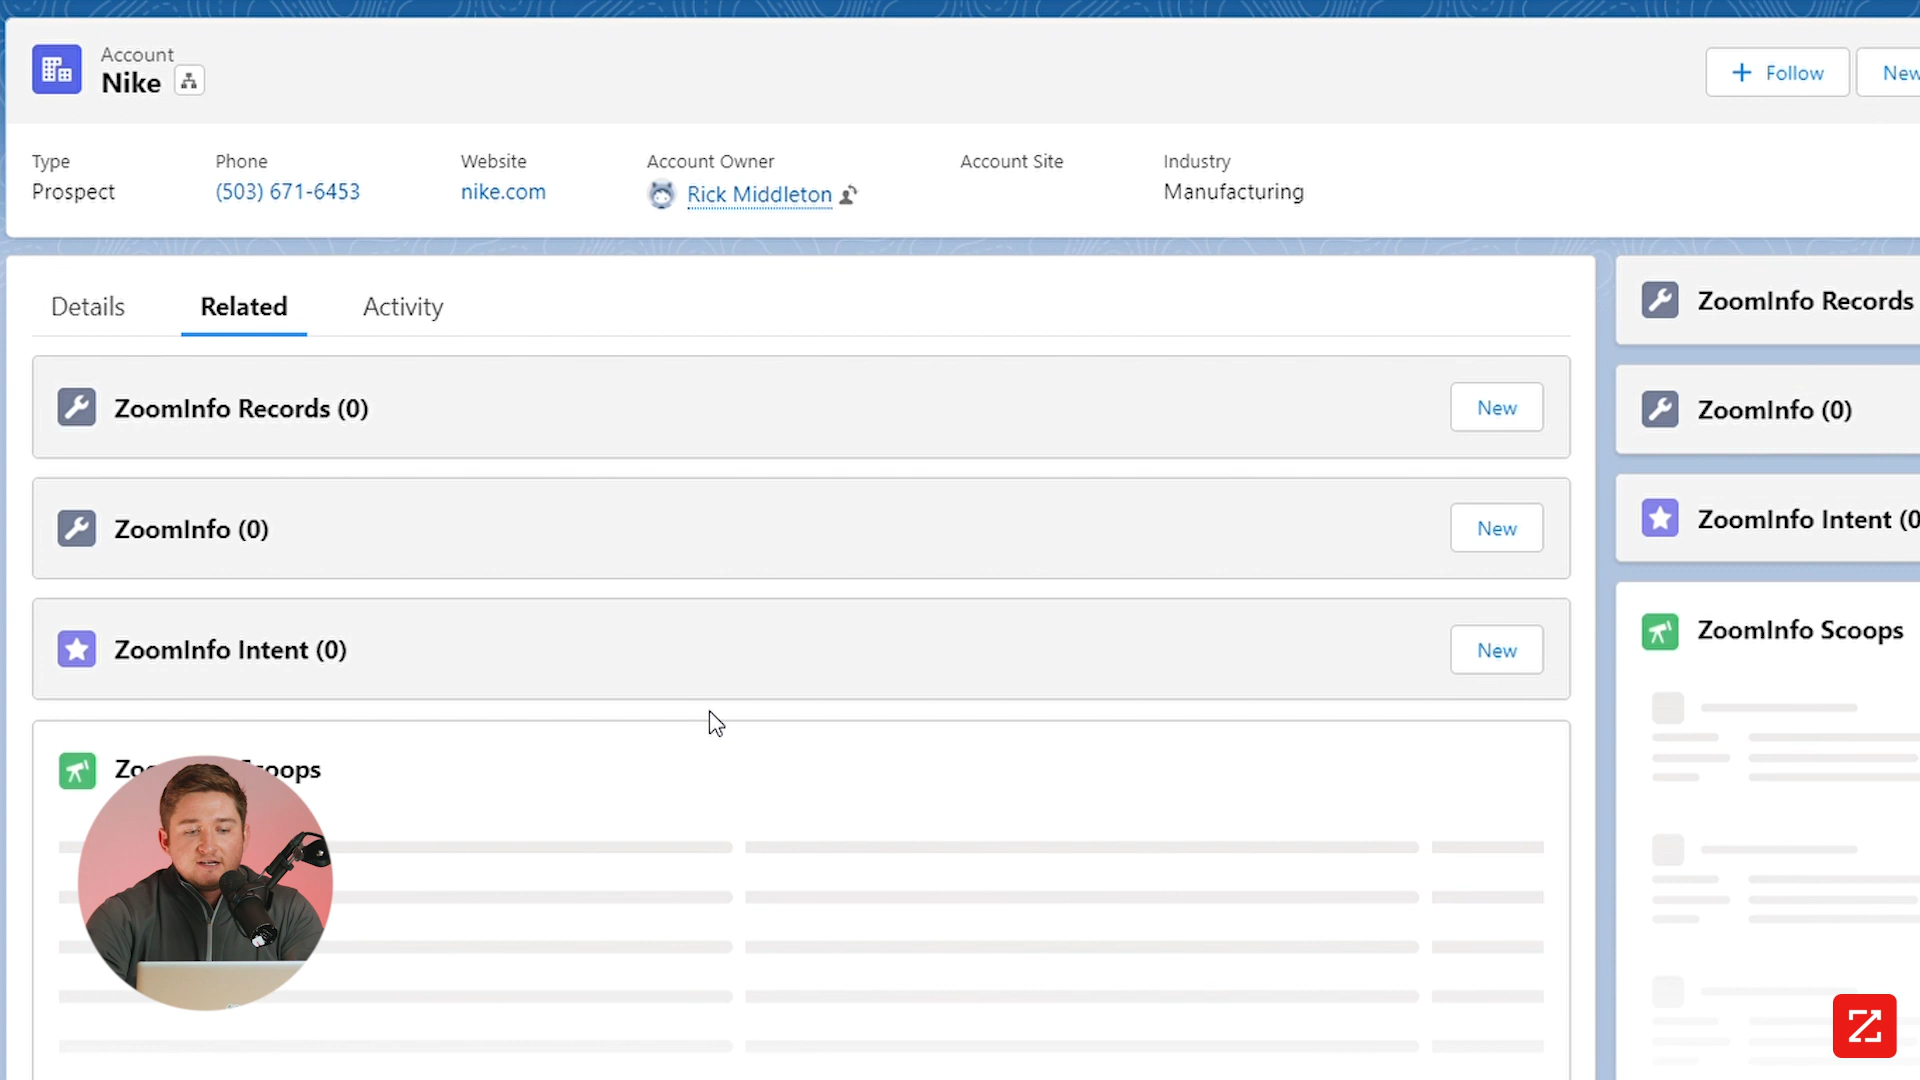 Account
Nike
Follow
New
Type
Prospect
Phone
(503) 671-6453
Website
nike.com
Account Owner
Rick Middleton
Account Site
Industry
Manufacturing
Details
Related
Activity
ZoomInfo Records (0)
New
ZoomInfo (0)
New
ZoomInfo Intent (0)
New
ZoomInfo Records
ZoomInfo (0)
ZoomInfo Intent (0
ZoomInfo Scoops